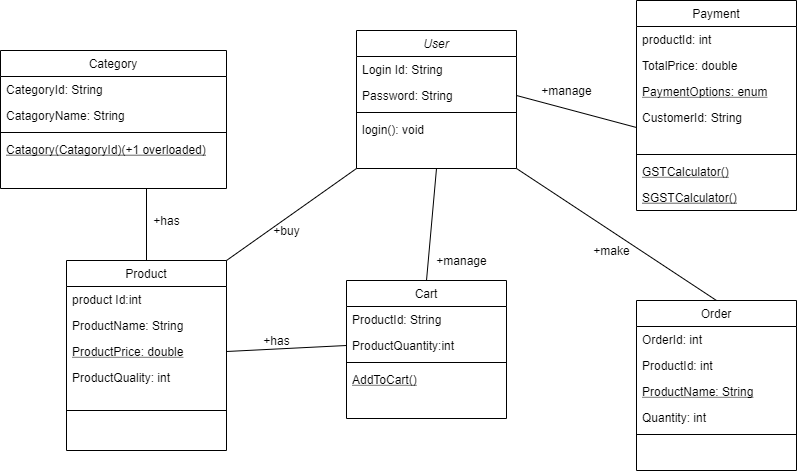 Category
CategoryId: String
CatagoryName: String
Catagory(CatagoryId)(+1 overloaded)
User
Login Id: String
Password: String
login(): void
Payment
productId: int
TotalPrice: double
PaymentOptions: enum
CustomerId: String
GSTCalculator()
SGSTCalculator()
+manage
+has
+buy
+manage
+make
Product
product Id:int
ProductName: String
ProductPrice: double
ProductQuality: int
+has
Cart
ProductId: String
ProductQuantity:int
AddToCart()
Order
OrderId: int
ProductId: int
ProductName: String
Quantity: int